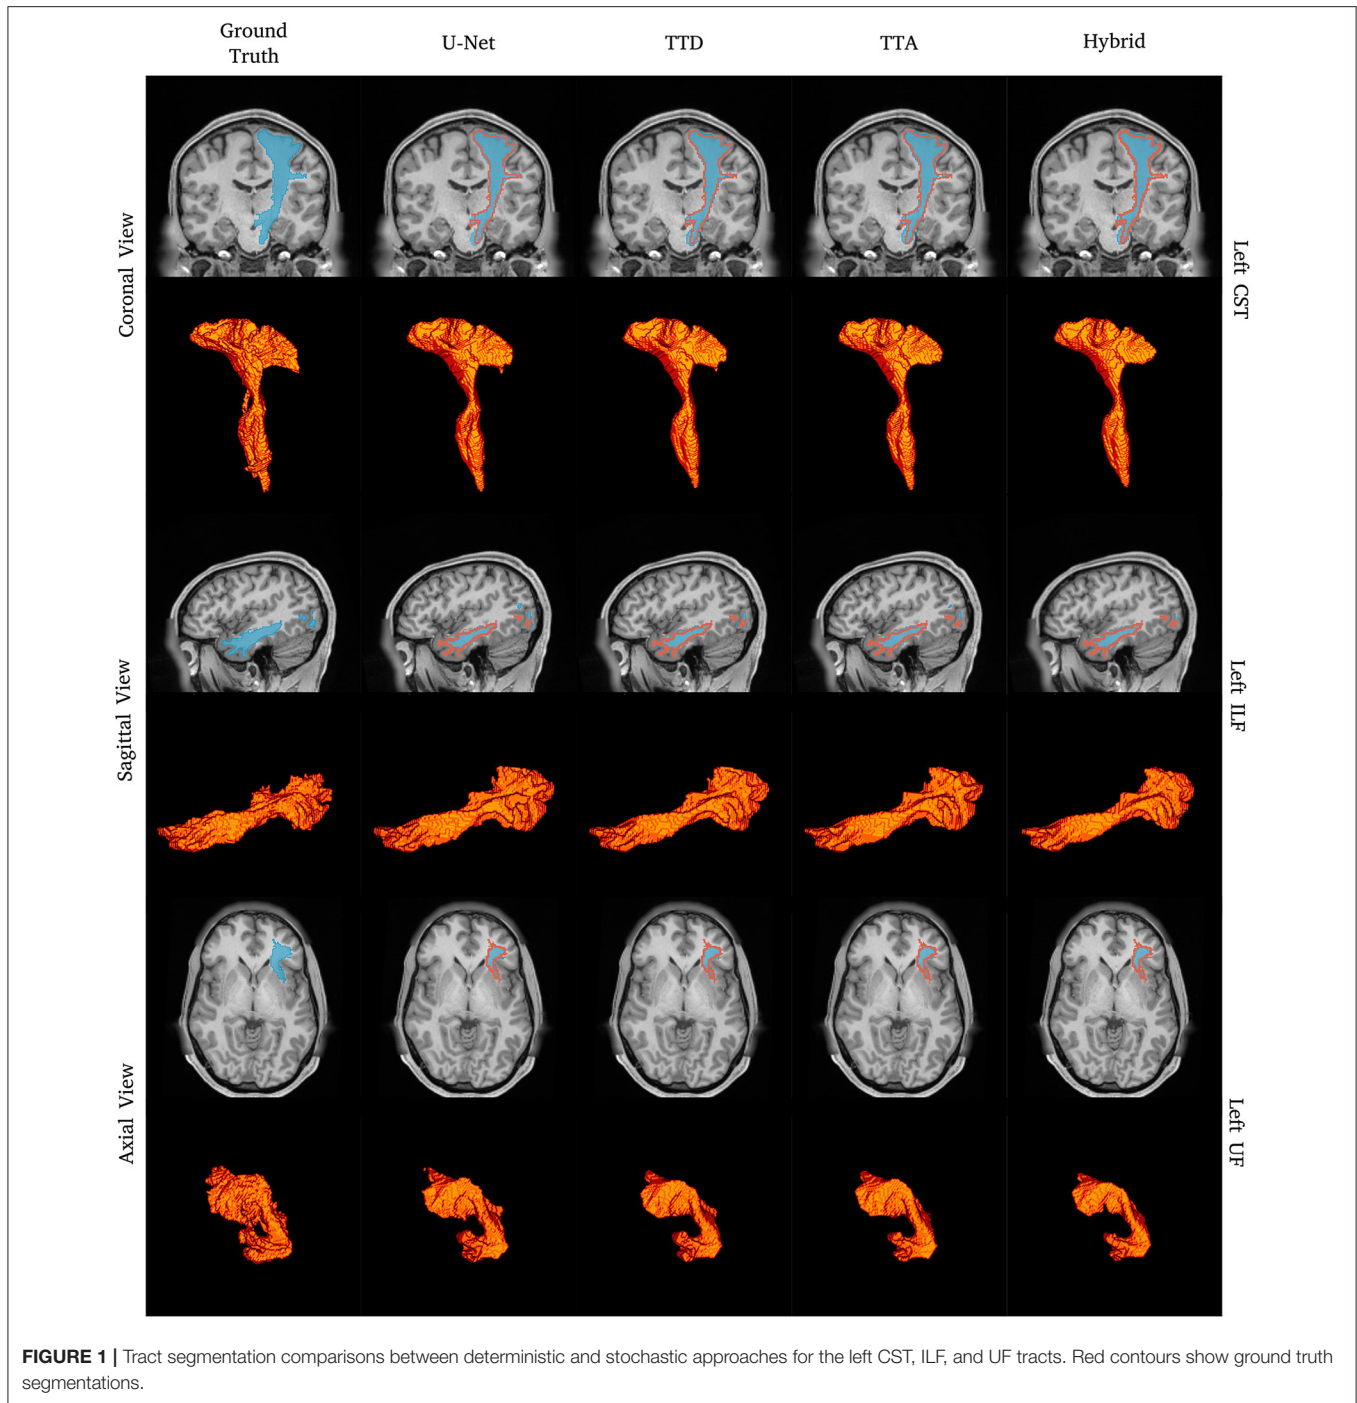 Ground
Truth
U-Net
TTD
TTA
Hybrid
Coronal View
Left CST
Sagittal View
Left ILF
Axial View
Left UF
FIGURE 1 | Tract segmentation comparisons between deterministic and stochastic approaches for the left CST, ILF, and UF tracts. Red contours show ground truth
segmentations.